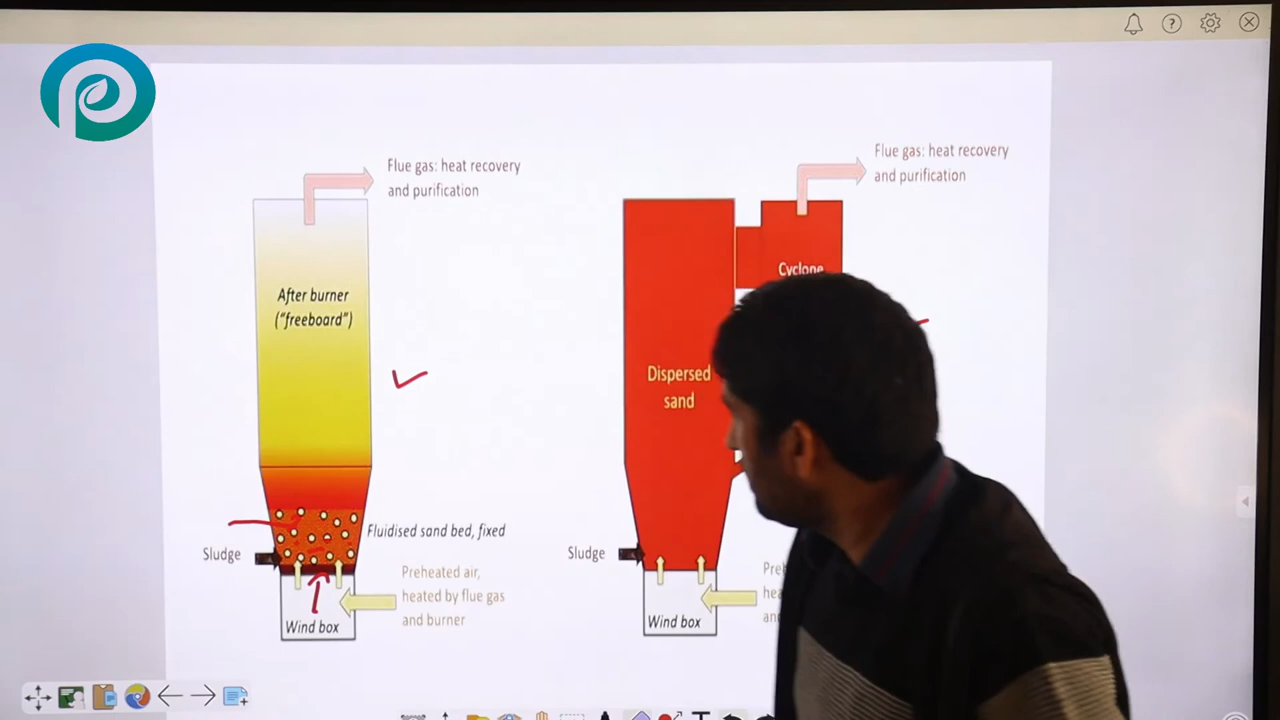 Flue gas: heat recovery
and purification
After burner
("freeboard")
Fluidised sand bed, fixed
Sludge
Preheated air,
heated by flue gas
and burner
Wind box
Flue gas: heat recovery
and purification
Cyclone
Dispersed
sand
Sludge
Wind box